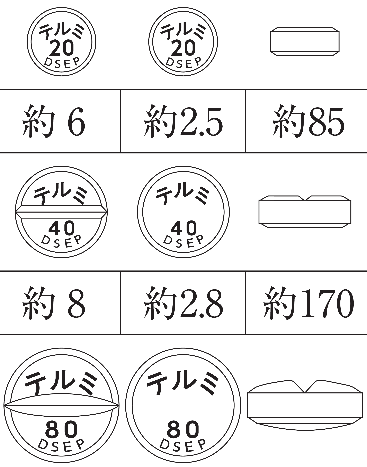 テルミ テルミ
20 20
DSEP DSEP
約6 約2.5 約85
テルミ テルミ
40 40
DSEP DSEP
約8 約2.8 約170
テルミ テルミ
80 80
DSEP DSEP